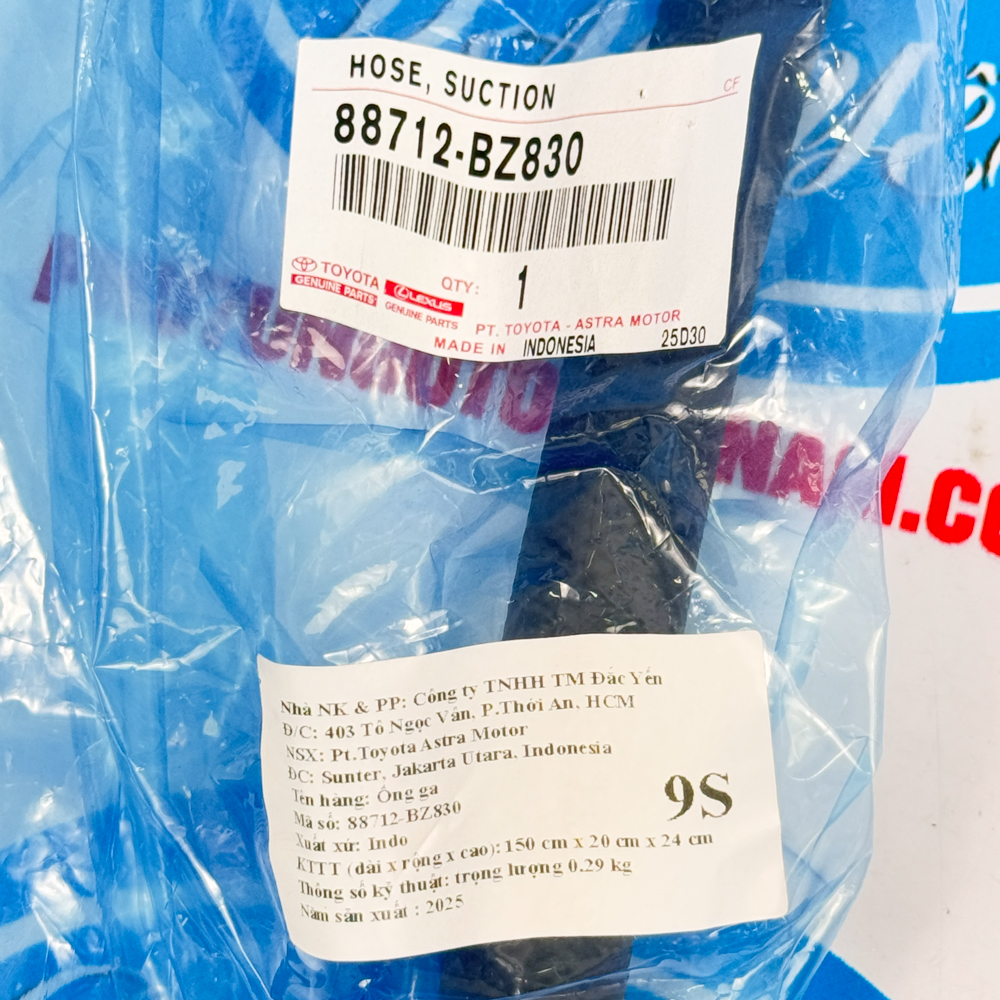 HOSE, SUCTION
CF
88712-BZ830
TOYOTA
GENUINE PARTS
LEXUS
GENUINE PARTS
QTY: 1
PT. TOYOTA - ASTRA MOTOR
MADE IN INDONESIA 25D30
Nhà NK & PP: Công ty TNHH TM Đắc Yến
Đ/C: 403 Tô Ngọc Vân, P.Thới An, HCM
NSX: Pt.Toyota Astra Motor
ĐC: Sunter, Jakarta Utara, Indonesia
Tên hàng: Ống ga
Mã số: 88712-BZ830
9S
Xuất xứ: Indo
KTTT (dài x rộng x cao): 150 cm x 20 cm x 24 cm
Thông số kỹ thuật: trọng lượng 0.29 kg
Năm sản xuất : 2025